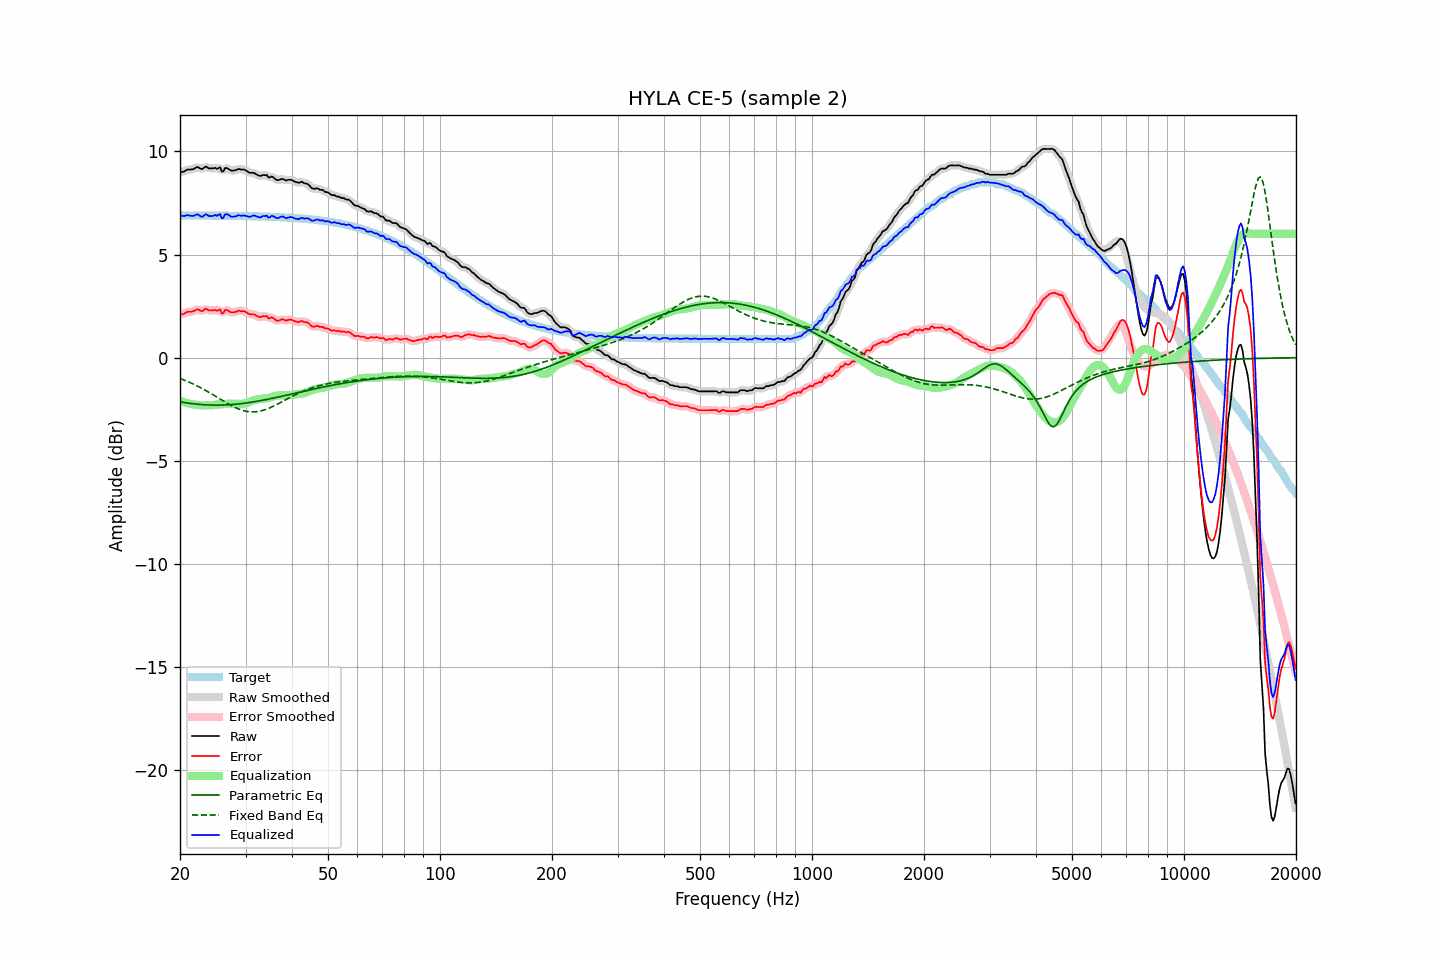 HYLA CE-5 (sample 2)
Amplitude (dBr)
10
5
0
−5
−10
−15
−20
Target
Raw Smoothed
Error Smoothed
Raw
Error
Equalization
Parametric Eq
Fixed Band Eq
Equalized
20 50 100 200 500 1000 2000 5000 10000 20000
Frequency (Hz)